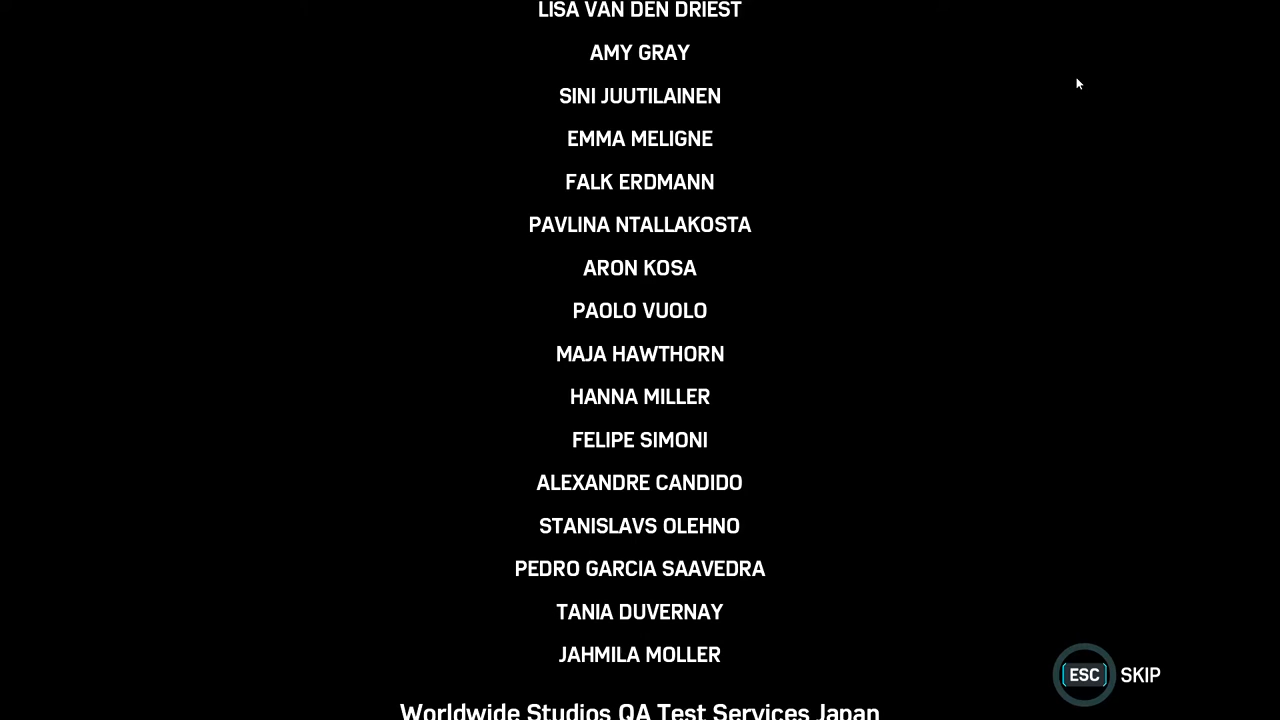 LISA VAN DEN DRIEST
AMY GRAY
SINI JUUTILAINEN
EMMA MELIGNE
FALK ERDMANN
PAVLINA NTALLAKOSTA
ARON KOSA
PAOLO VUOLO
MAJA HAWTHORN
HANNA MILLER
FELIPE SIMONI
ALEXANDRE CANDIDO
STANISLAVS OLEHNO
PEDRO GARCIA SAAVEDRA
TANIA DUVERNAY
JAHMILA MOLLER
ESC SKIP
Worldwide Studios QA Test Services Japan